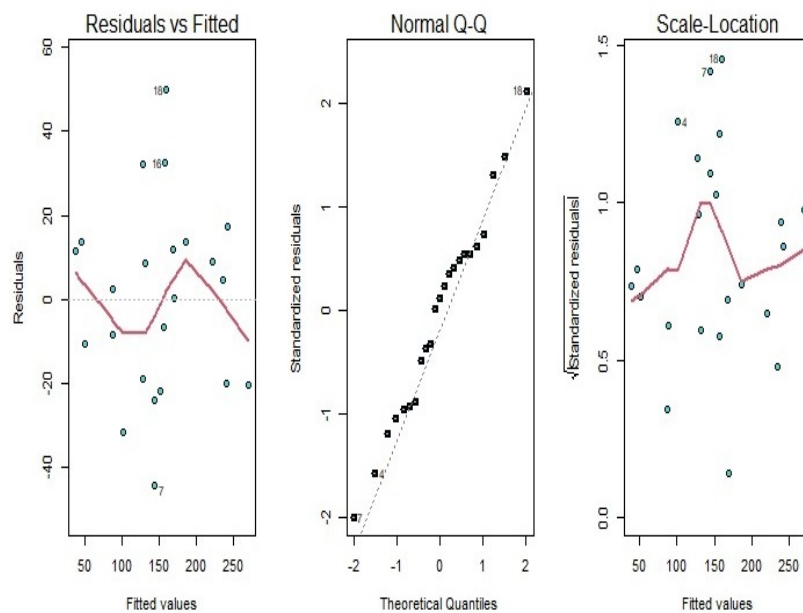 Residuals vs Fitted
60
40
20
0
-20
-40
Residuals
18
16
7
50 100 150 200 250
Fitted values
Normal Q-Q
2
1
0
-1
-2
Standardized residuals
18
4
7
-2 -1 0 1 2
Theoretical Quantiles
Scale-Location
1.5
1.0
0.5
0.0
√|Standardized residuals|
18
7
4
50 100 150 200 250
Fitted values